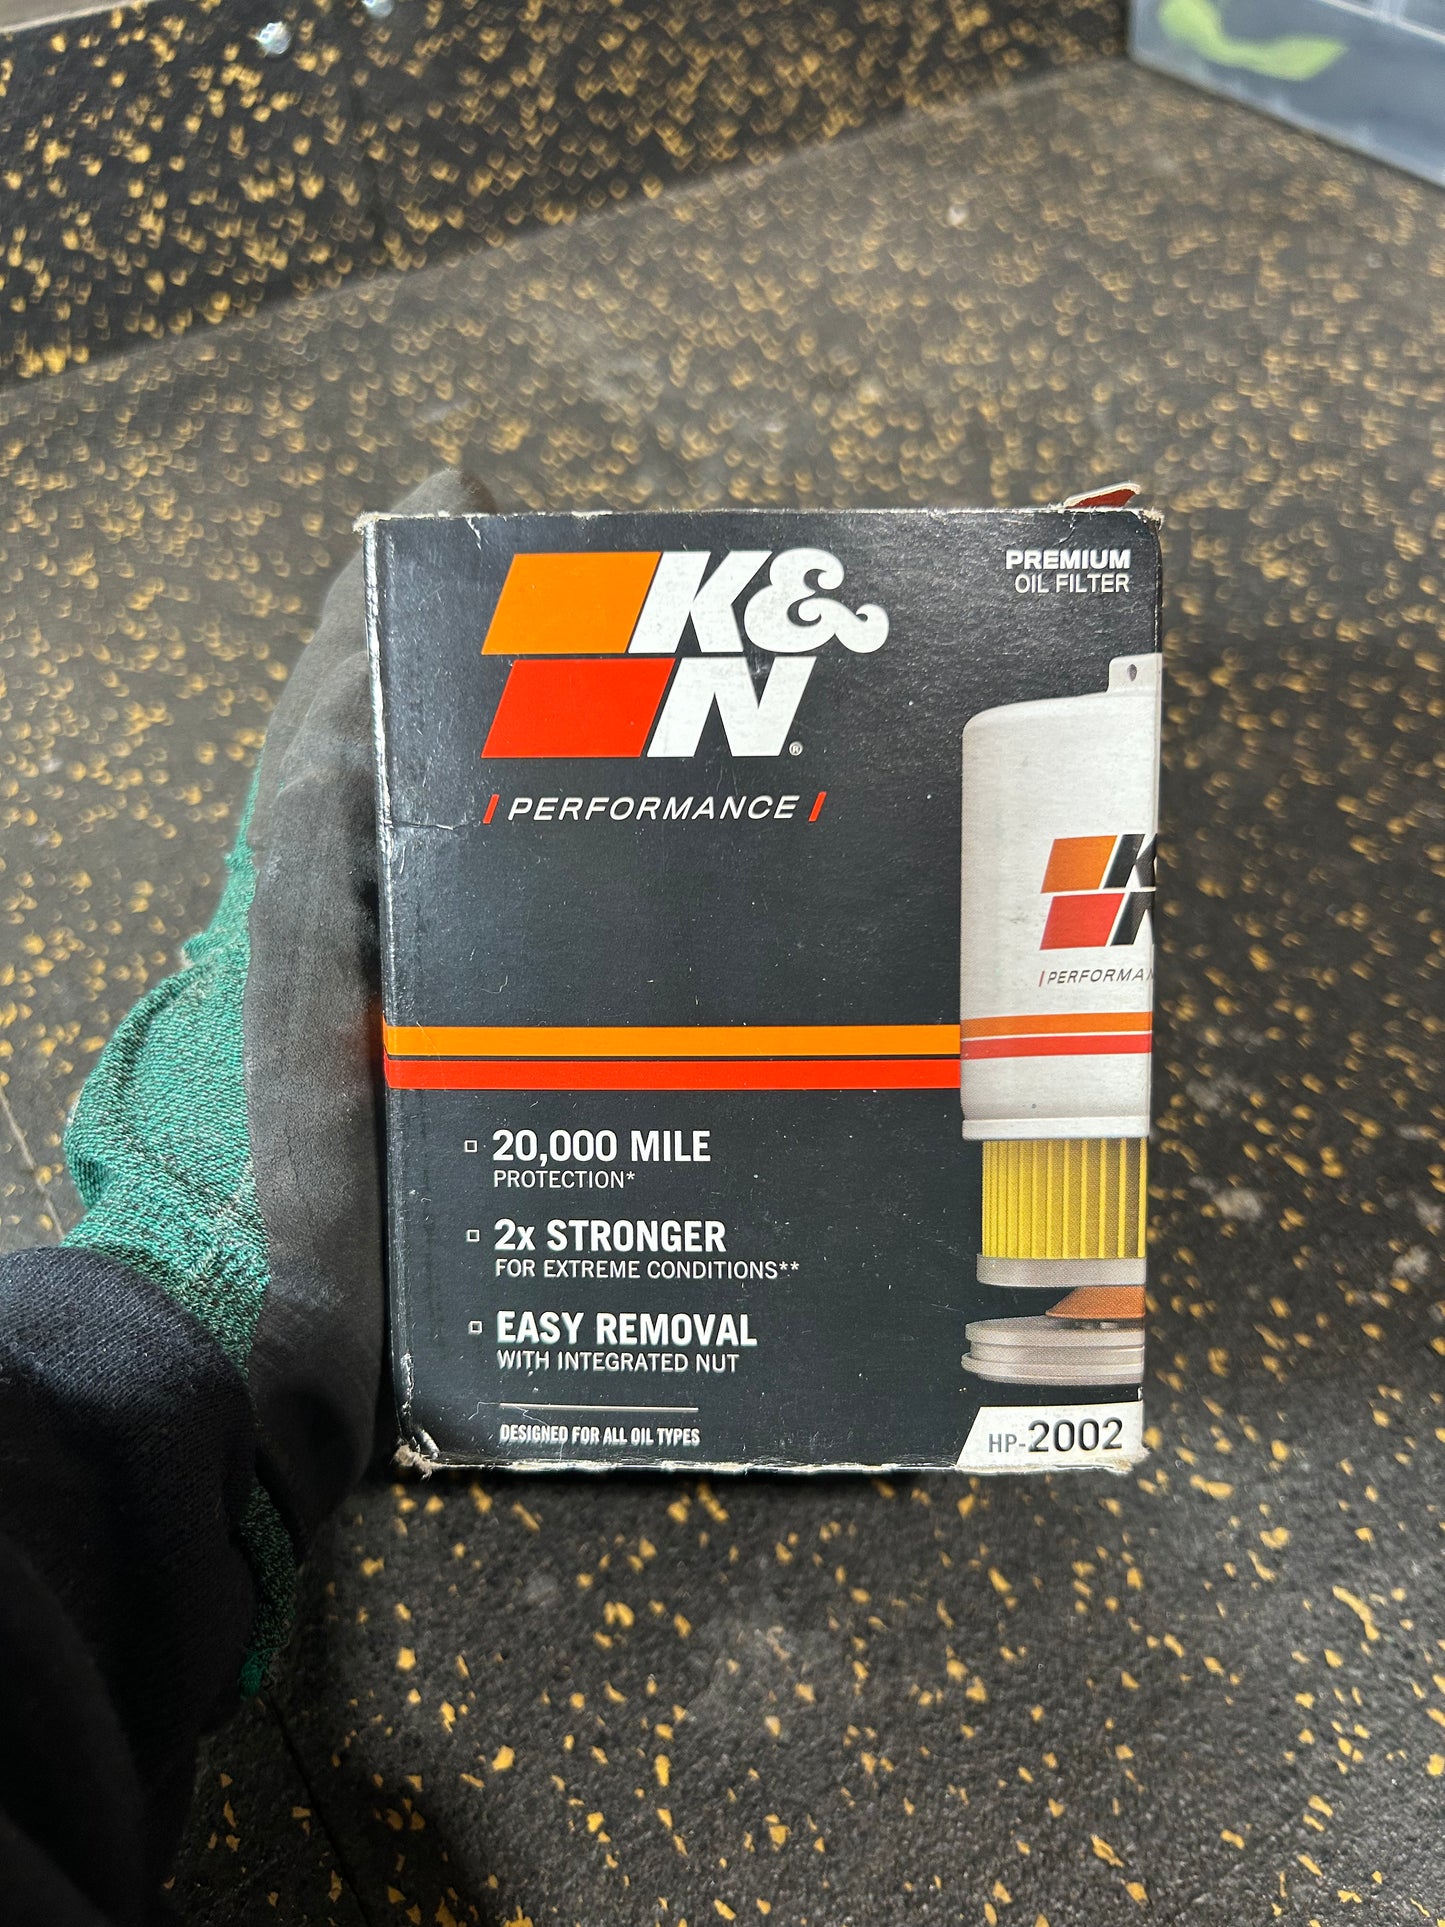 K&
N®
PERFORMANCE
PREMIUM
OIL FILTER
K
N
PERFORMAN
20,000 MILE
PROTECTION*
2x STRONGER
FOR EXTREME CONDITIONS**
EASY REMOVAL
WITH INTEGRATED NUT
DESIGNED FOR ALL OIL TYPES
HP-2002